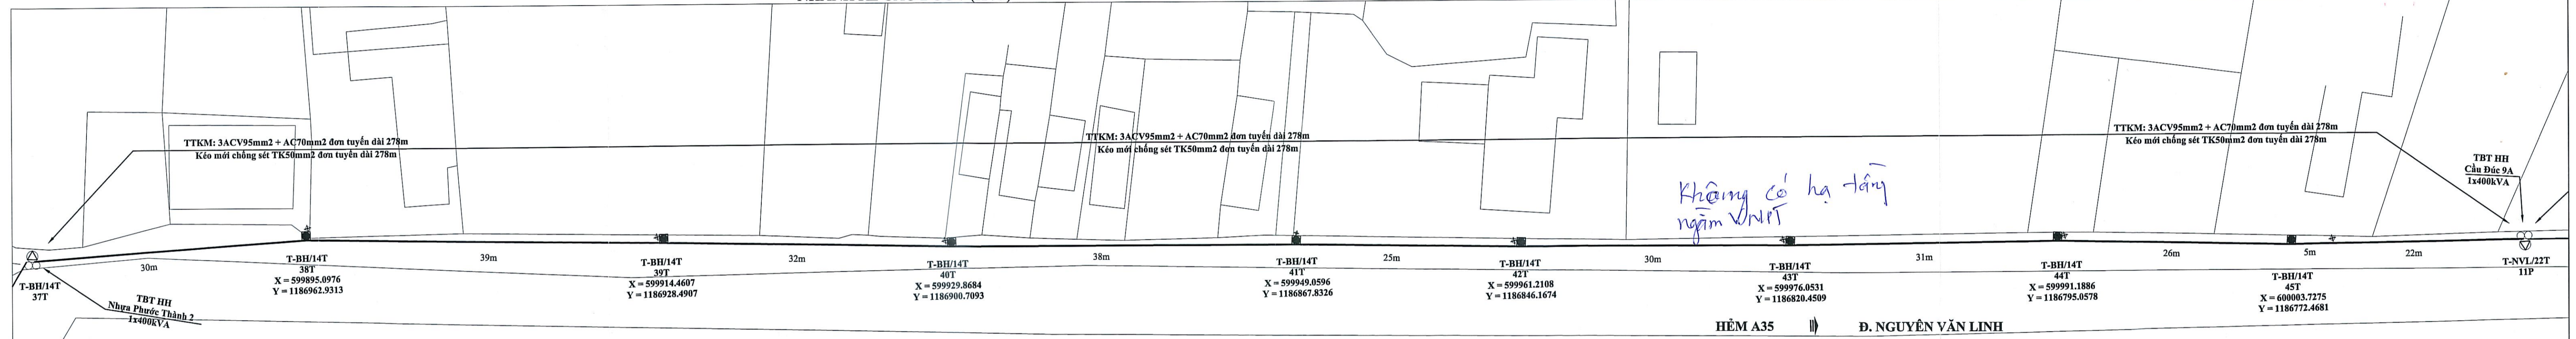 TTKM: 3ACV95mm2 + AC70mm2 đơn tuyến dài 278m
Kéo mới chống sét TK50mm2 đơn tuyến dài 278m
TTKM: 3ACV95mm2 + AC70mm2 đơn tuyến dài 278m
Kéo mới chống sét TK50mm2 đơn tuyến dài 278m
TTKM: 3ACV95mm2 + AC70mm2 đơn tuyến dài 278m
Kéo mới chống sét TK50mm2 đơn tuyến dài 278m
TBT HH
Cầu Đúc 9A
1x400kVA
Không có hạ tầng
ngầm VNPT
T-BH/14T
37T
30m
T-BH/14T
38T
X = 599895.0976
Y = 1186962.9313
39m
T-BH/14T
39T
X = 599914.4607
Y = 1186928.4907
32m
T-BH/14T
40T
X = 599929.8684
Y = 1186900.7093
38m
T-BH/14T
41T
X = 599949.0596
Y = 1186867.8326
25m
T-BH/14T
42T
X = 599961.2108
Y = 1186846.1674
30m
T-BH/14T
43T
X = 599976.0531
Y = 1186820.4509
31m
T-BH/14T
44T
X = 599991.1886
Y = 1186795.0578
26m
T-BH/14T
45T
X = 600003.7275
Y = 1186772.4681
5m
22m
T-NVL/22T
11P
TBT HH
Nhựa Phước Thành 2
1x400kVA
HẺM A35
Đ. NGUYỄN VĂN LINH